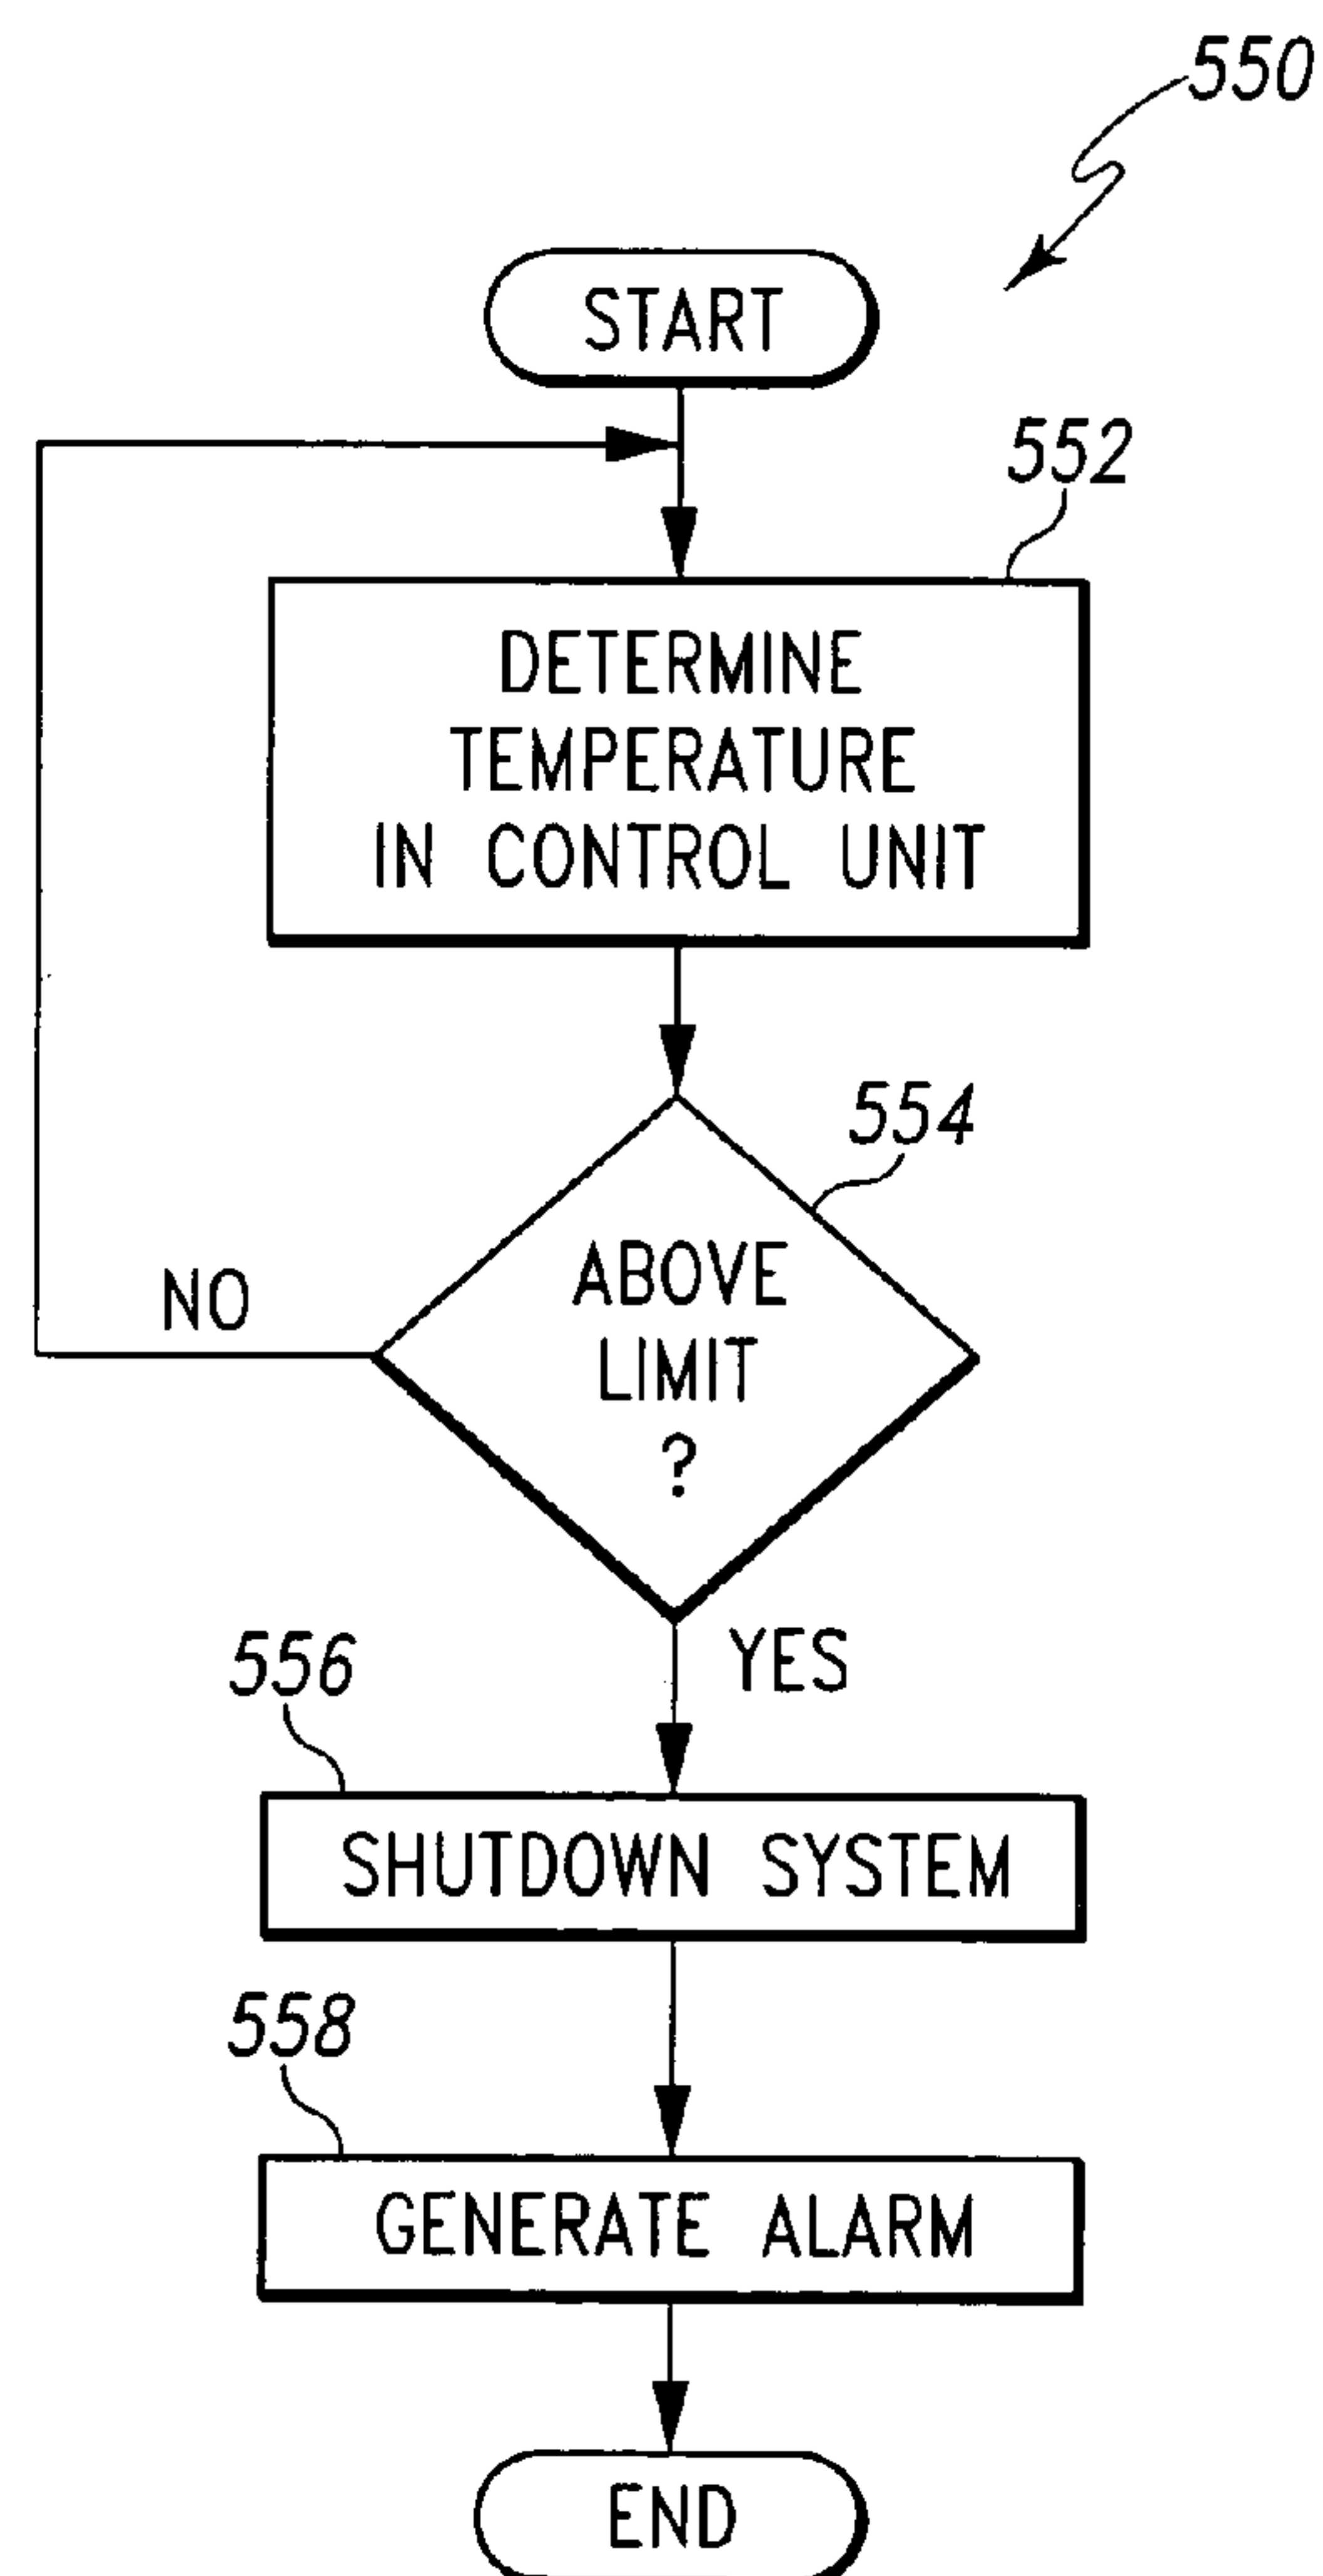 550
START
552
DETERMINE
TEMPERATURE
IN CONTROL UNIT
554
ABOVE
LIMIT
?
NO
YES
556
SHUTDOWN SYSTEM
558
GENERATE ALARM
END